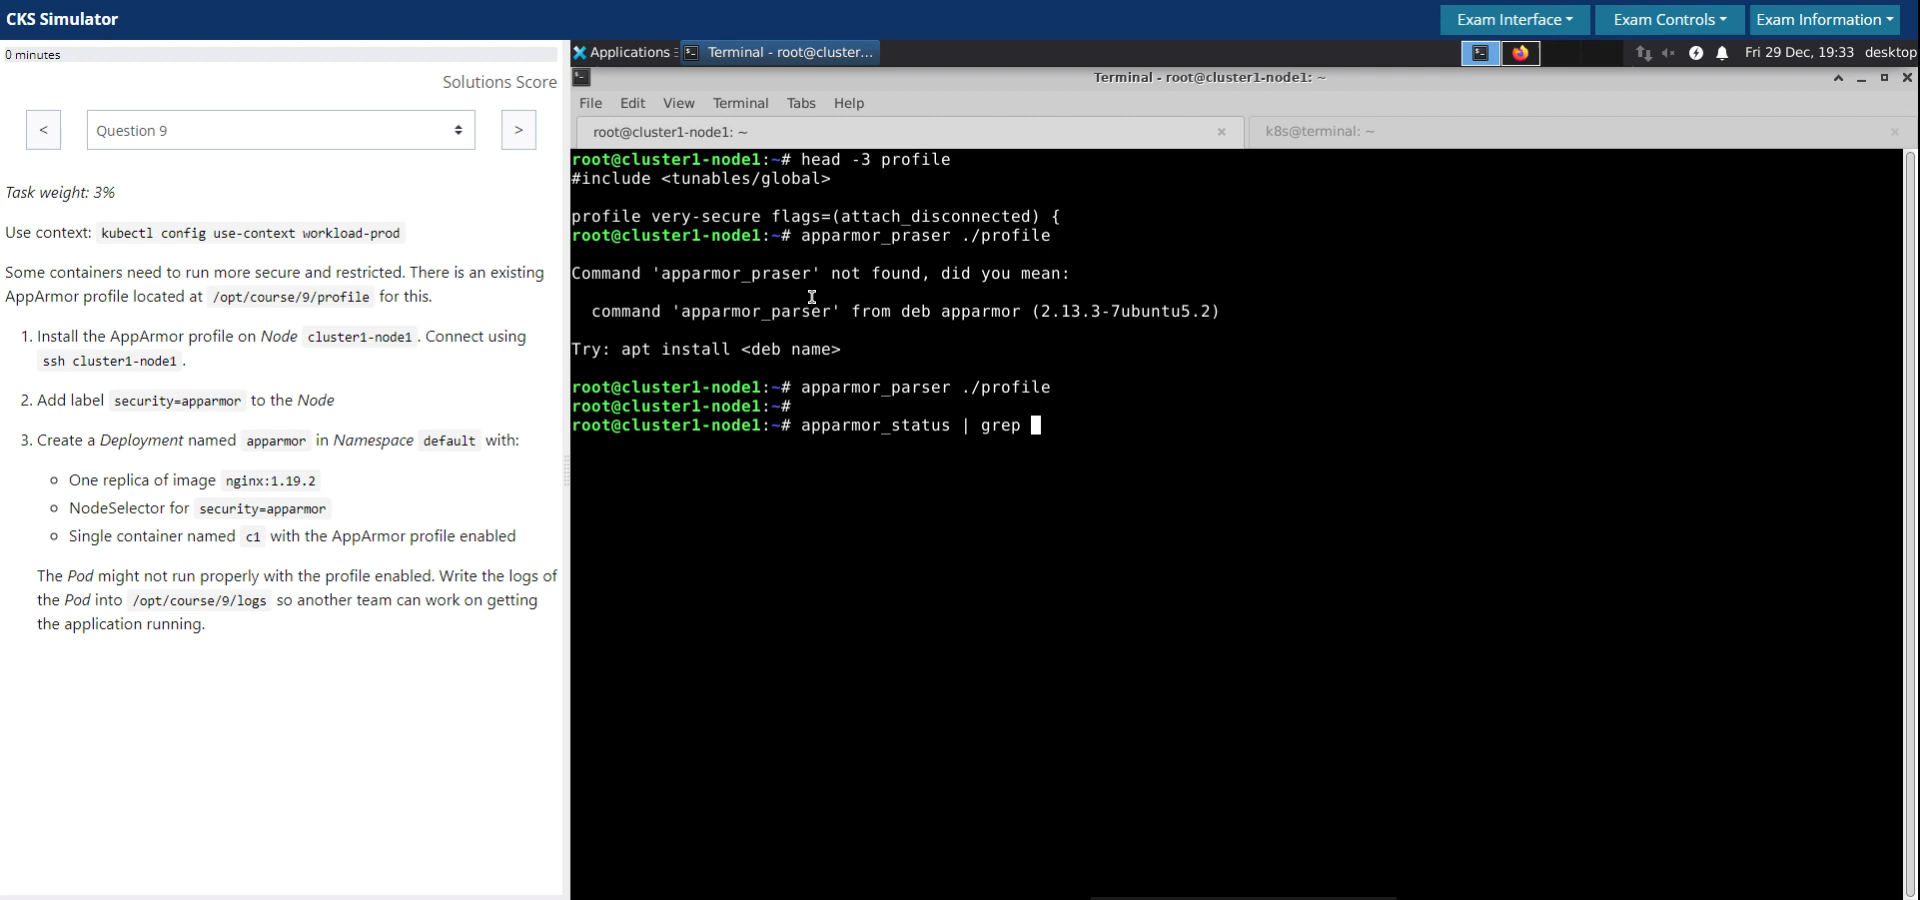 CKS Simulator
Exam Interface
Exam Controls
Exam Information
0 minutes
Solutions Score
<
Question 9
>
Task weight: 3%
Use context: kubectl config use-context workload-prod
Some containers need to run more secure and restricted. There is an existing
AppArmor profile located at /opt/course/9/profile for this.
1. Install the AppArmor profile on Node cluster1-node1 . Connect using
ssh cluster1-node1 .
2. Add label security=apparmor to the Node
3. Create a Deployment named apparmor in Namespace default with:
One replica of image nginx:1.19.2
NodeSelector for security=apparmor
Single container named c1 with the AppArmor profile enabled
The Pod might not run properly with the profile enabled. Write the logs of
the Pod into /opt/course/9/logs so another team can work on getting
the application running.
Applications
Terminal - root@cluster...
Fri 29 Dec, 19:33 desktop
Terminal - root@cluster1-node1: ~
File Edit View Terminal Tabs Help
root@cluster1-node1: ~
k8s@terminal: ~
root@cluster1-node1:~# head -3 profile
#include <tunables/global>
profile very-secure flags=(attach_disconnected) {
root@cluster1-node1:~# apparmor_praser ./profile
Command 'apparmor_praser' not found, did you mean:
command 'apparmor_parser' from deb apparmor (2.13.3-7ubuntu5.2)
Try: apt install <deb name>
root@cluster1-node1:~# apparmor_parser ./profile
root@cluster1-node1:~#
root@cluster1-node1:~# apparmor_status | grep